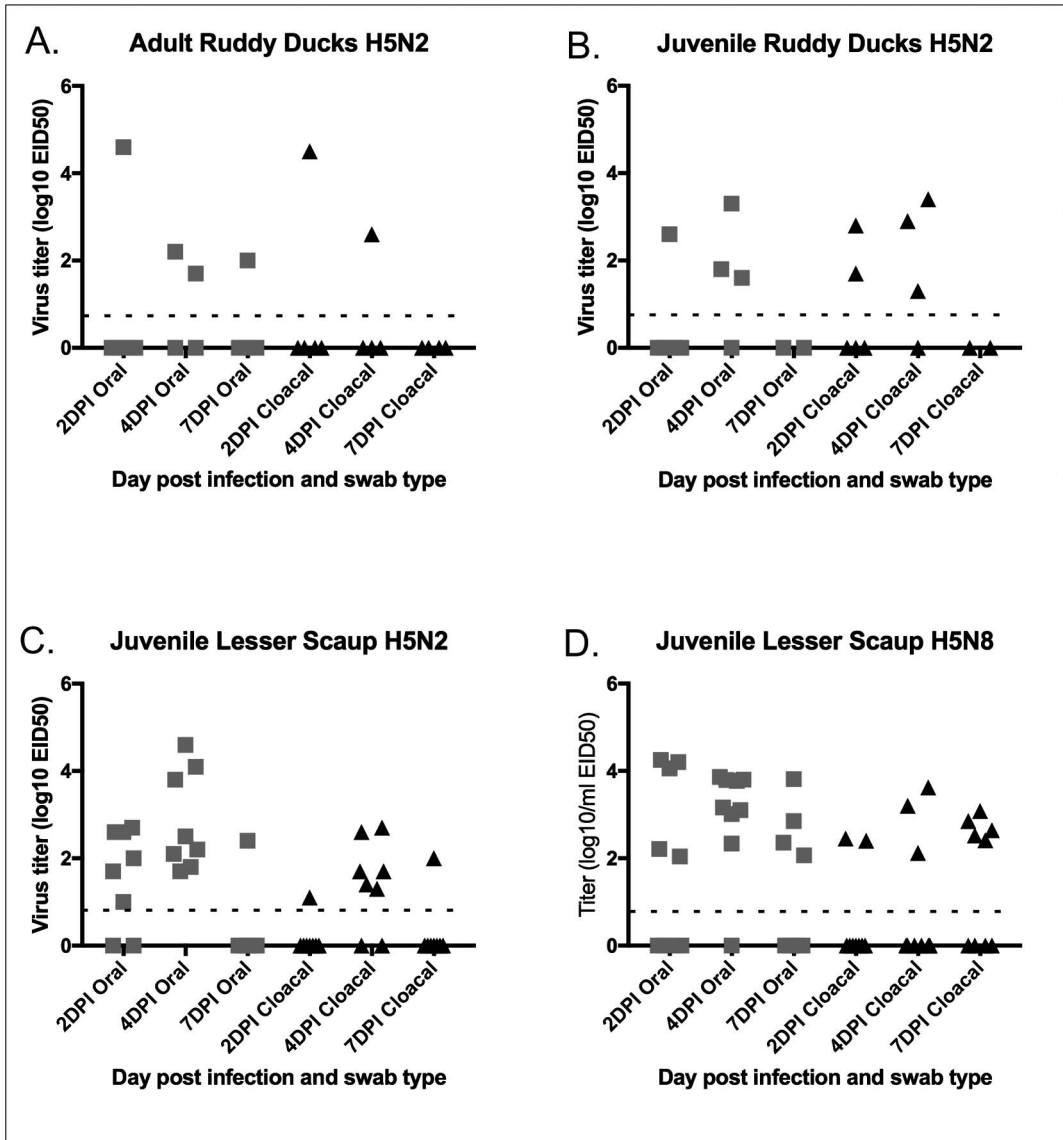 A.
Adult Ruddy Ducks H5N2
Virus titer (log10 EID50)
6
4
2
0
2DPI Oral
4DPI Oral
7DPI Oral
2DPI Cloacal
4DPI Cloacal
7DPI Cloacal
Day post infection and swab type
B.
Juvenile Ruddy Ducks H5N2
Virus titer (log10 EID50)
6
4
2
0
2DPI Oral
4DPI Oral
7DPI Oral
2DPI Cloacal
4DPI Cloacal
7DPI Cloacal
Day post infection and swab type
C.
Juvenile Lesser Scaup H5N2
Virus titer (log10 EID50)
6
4
2
0
2DPI Oral
4DPI Oral
7DPI Oral
2DPI Cloacal
4DPI Cloacal
7DPI Cloacal
Day post infection and swab type
D.
Juvenile Lesser Scaup H5N8
Titer (log10/ml EID50)
6
4
2
0
2DPI Oral
4DPI Oral
7DPI Oral
2DPI Cloacal
4DPI Cloacal
7DPI Cloacal
Day post infection and swab type